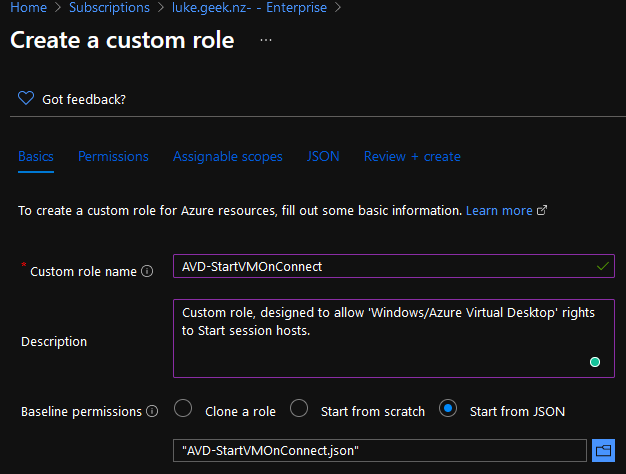 Home > Subscriptions > luke.geek.nz- - Enterprise >
Create a custom role ...
Got feedback?
Basics Permissions Assignable scopes JSON Review + create
To create a custom role for Azure resources, fill out some basic information. Learn more
* Custom role name AVD-StartVMOnConnect
Description Custom role, designed to allow 'Windows/Azure Virtual Desktop' rights
to Start session hosts.
Baseline permissions Clone a role Start from scratch Start from JSON
"AVD-StartVMOnConnect.json"